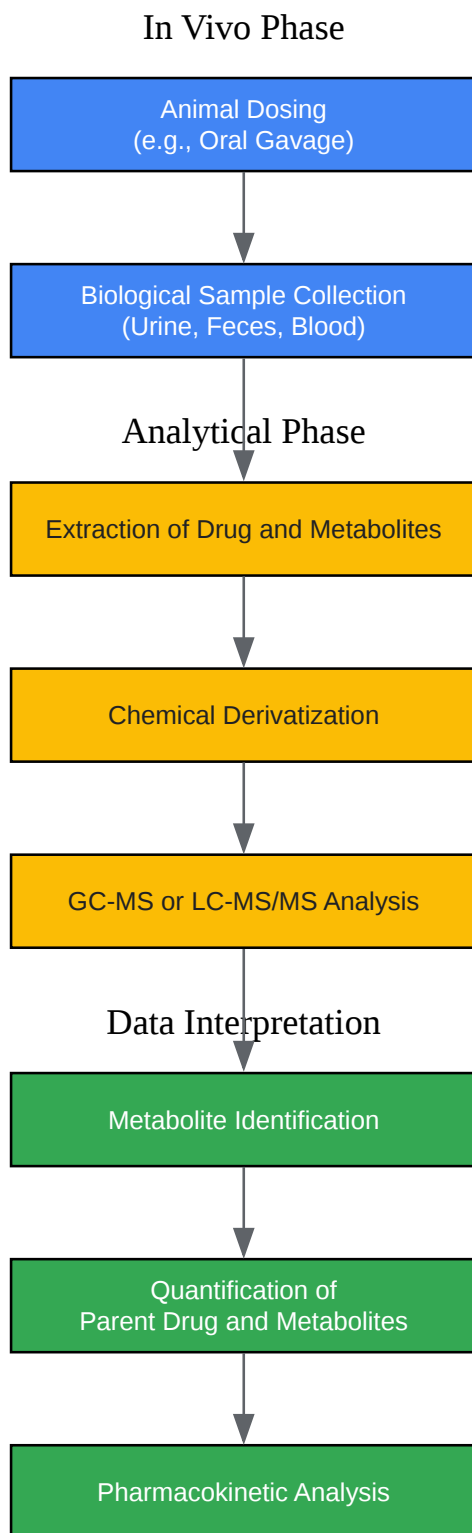 In Vivo Phase
Animal Dosing
(e.g., Oral Gavage)
Biological Sample Collection
(Urine, Feces, Blood)
Analytical Phase
Extraction of Drug and Metabolites
Chemical Derivatization
GC-MS or LC-MS/MS Analysis
Data Interpretation
Metabolite Identification
Quantification of
Parent Drug and Metabolites
Pharmacokinetic Analysis